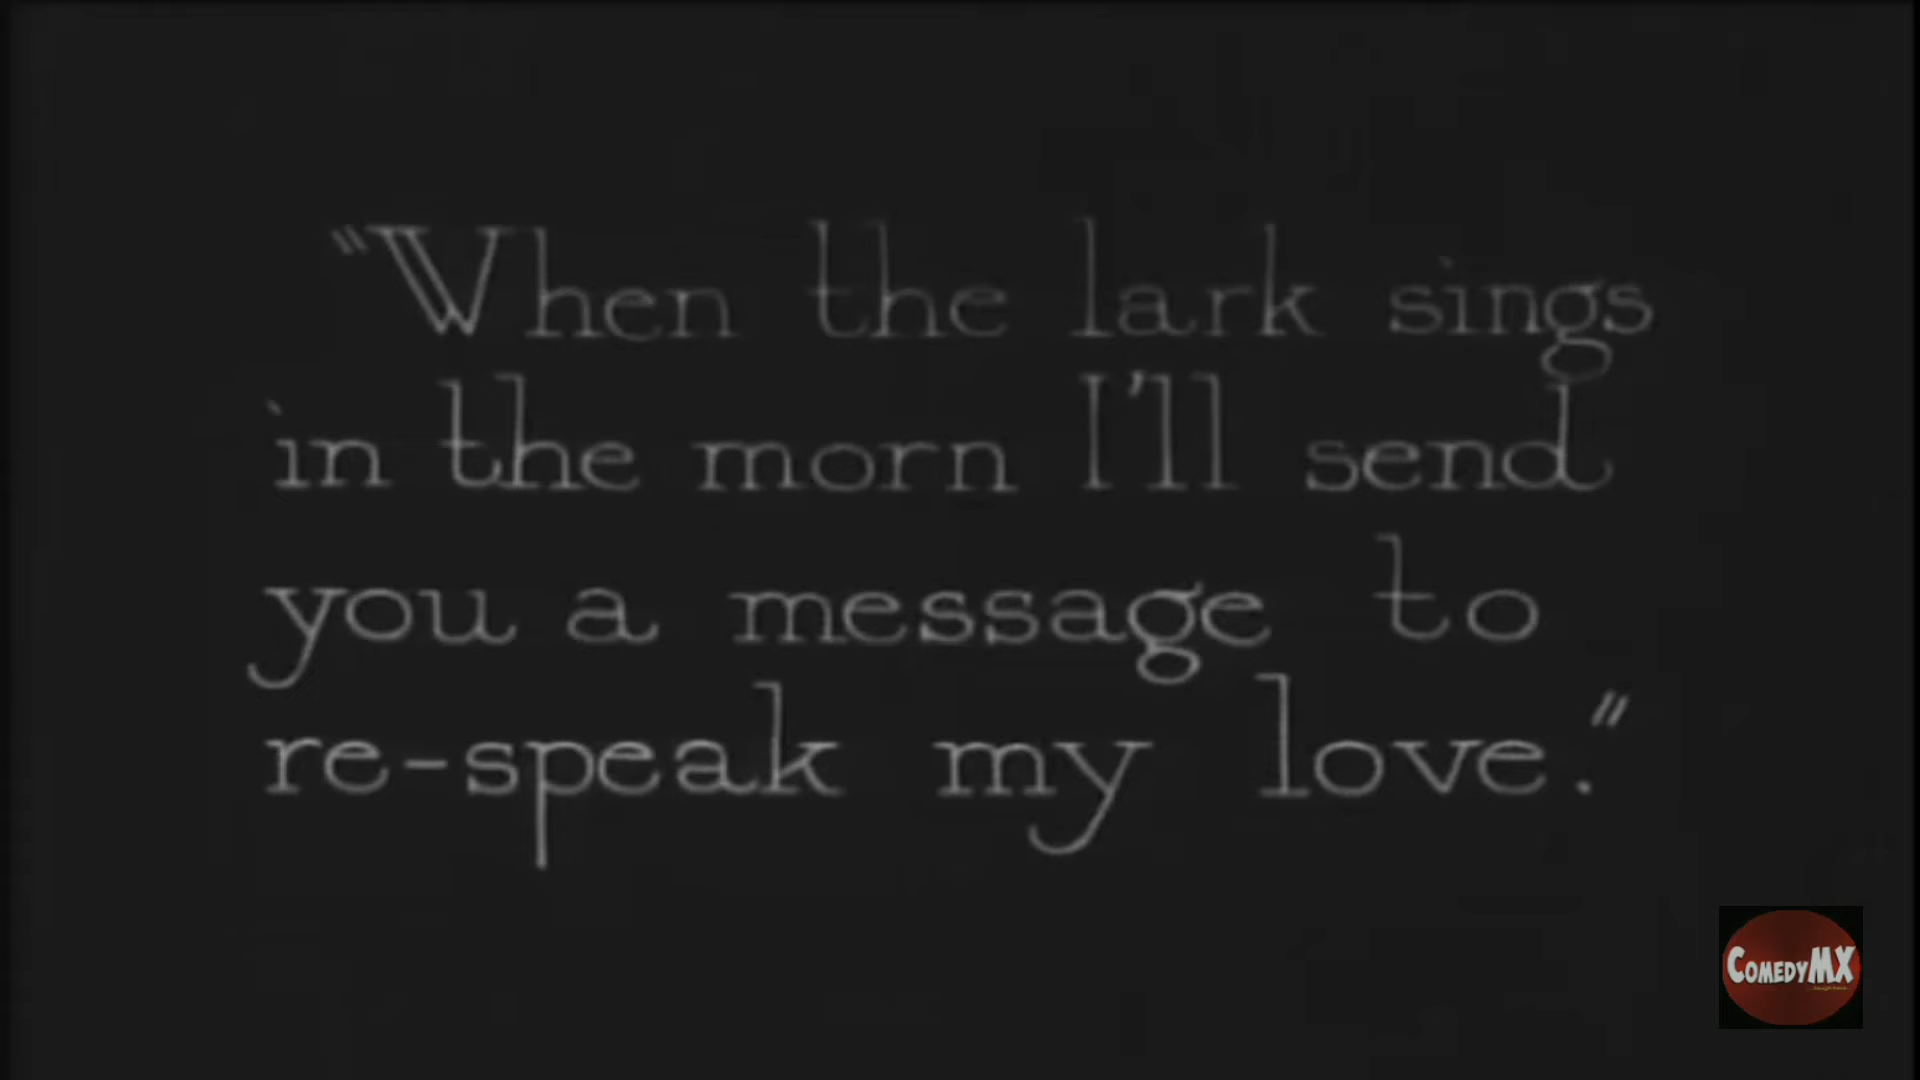 "When the lark sings
in the morn I'll send
you a message to
re-speak my love."
COMEDYMX